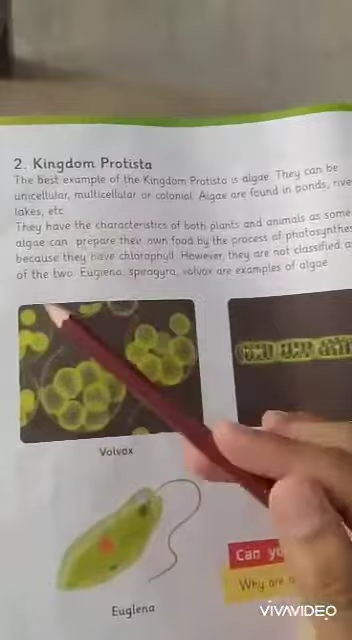 2. Kingdom Protista
The best example of the Kingdom Protista is algae. They can be
unicellular, multicellular or colonial. Algae are found in ponds,
lakes, etc
They have the characteristics of both plants and animals as some
algae can prepare their own food by the process of
because they have chlorophyll. However, they are not classified
of the two. Euglena, spirogyra, volvox are examples of algae
Volvox
Euglena
Can
Why are
VIVAVIDEO